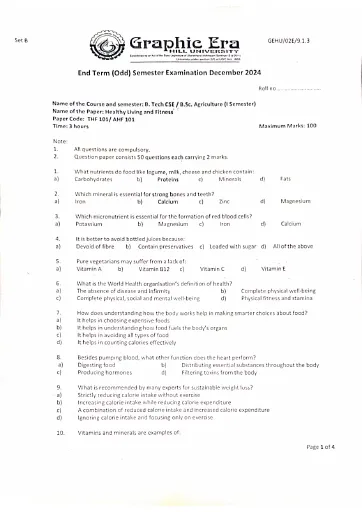 Set B
GEHU/02E/9.1.3
Graphic Era
HILL UNIVERSITY
End Term (Odd) Semester Examination December 2024
Roll no
Name of the Course and semester: B. Tech CSE / B.Sc. Agriculture (I Semester)
Name of the Paper: Healthy Living and Fitness
Paper Code: THF 101/ AHF 101
Time: 3 hours Maximum Marks: 100
Note:
1. All questions are compulsory.
2. Question paper consists 50 questions each carrying 2 marks.
1. What nutrients do food like legume, milk, cheese and chicken contain:
a) Carbohydrates b) Proteins c) Minerals d) Fats
2. Which mineral is essential for strong bones and teeth?
a) Iron b) Calcium c) Zinc d) Magnesium
3. Which micronutrient is essential for the formation of red blood cells?
a) Potassium b) Magnesium c) Iron d) Calcium
4. It is better to avoid bottled juices because:
a) Devoid of fibre b) Contain preservatives c) Loaded with sugar d) All of the above
5. Pure vegetarians may suffer from a lack of:
a) Vitamin A b) Vitamin B12 c) Vitamin C d) Vitamin E
6. What is the World Health Organisation's definition of health?
a) The absence of disease and infirmity b) Complete physical well-being
c) Complete physical, social and mental well-being d) Physical fitness and stamina
7. How does understanding how the body works help in making smarter choices about food?
a) It helps in choosing expensive foods
b) It helps in understanding how food fuels the body's organs
c) It helps in avoiding all types of food
d) It helps in counting calories effectively
8. Besides pumping blood, what other function does the heart perform?
a) Digesting food b) Distributing essential substances throughout the body
c) Producing hormones d) Filtering toxins from the body
9. What is recommended by many experts for sustainable weight loss?
a) Strictly reducing calorie intake without exercise
b) Increasing calorie intake while reducing calorie expenditure
c) A combination of reduced calorie intake and increased calorie expenditure
d) Ignoring calorie intake and focusing only on exercise
10. Vitamins and minerals are examples of:
Page 1 of 4